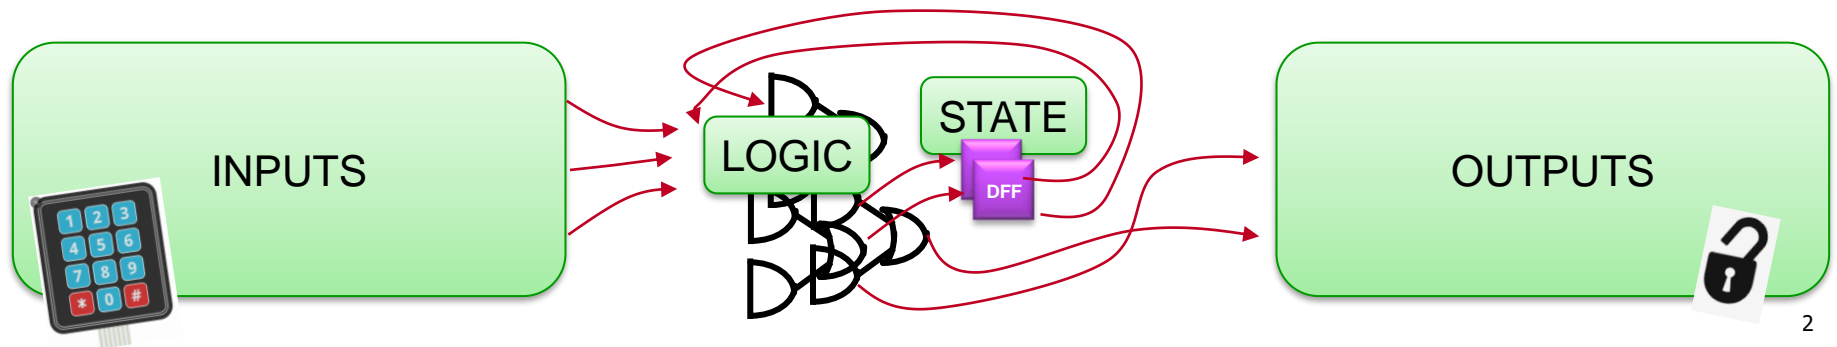 INPUTS
1 2 3
4 5 6
7 8 9
* 0 #
LOGIC
STATE
DFF
OUTPUTS
2